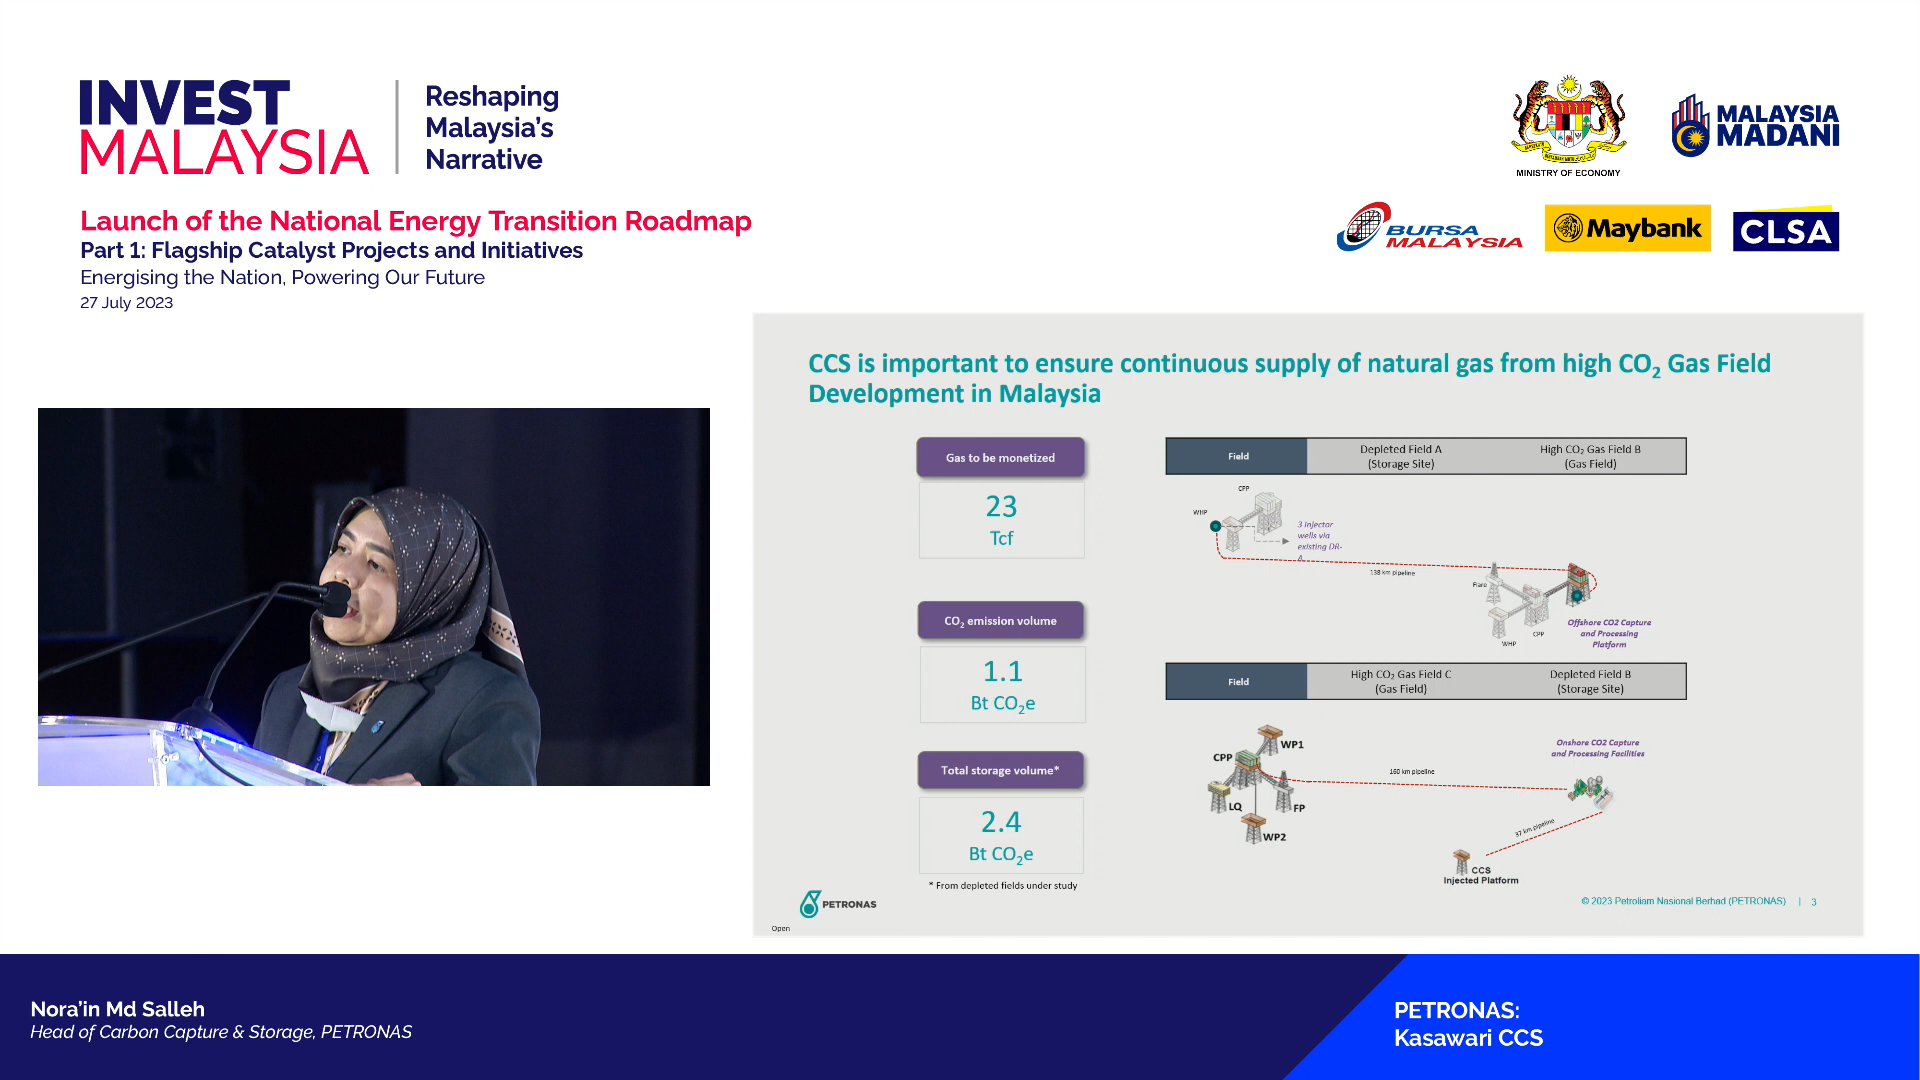 INVEST
MALAYSIA
Reshaping
Malaysia's
Narrative
MINISTRY OF ECONOMY
MALAYSIA
MADANI
Launch of the National Energy Transition Roadmap
Part 1: Flagship Catalyst Projects and Initiatives
Energising the Nation, Powering Our Future
27 July 2023
BURSA
MALAYSIA
Maybank
CLSA
CCS is important to ensure continuous supply of natural gas from high CO₂ Gas Field
Development in Malaysia
Gas to be monetized
23
Tcf
CO₂ emission volume
1.1
Bt CO₂e
Total storage volume*
2.4
Bt CO₂e
* From depleted fields under study
Field
Depleted Field A
(Storage Site)
High CO₂ Gas Field B
(Gas Field)
CPP
WHP
3 injector
wells via
existing DR-
A
138 km pipeline
Flare
WHP
CPP
Offshore CO2 Capture
and Processing
Platform
Field
High CO₂ Gas Field C
(Gas Field)
Depleted Field B
(Storage Site)
WP1
CPP
LQ
FP
WP2
160 km pipeline
Onshore CO2 Capture
and Processing Facilities
37 km pipeline
CCS
Injected Platform
PETRONAS
Open
© 2023 Petroliam Nasional Berhad (PETRONAS) | 3
Nora'in Md Salleh
Head of Carbon Capture & Storage, PETRONAS
PETRONAS:
Kasawari CCS